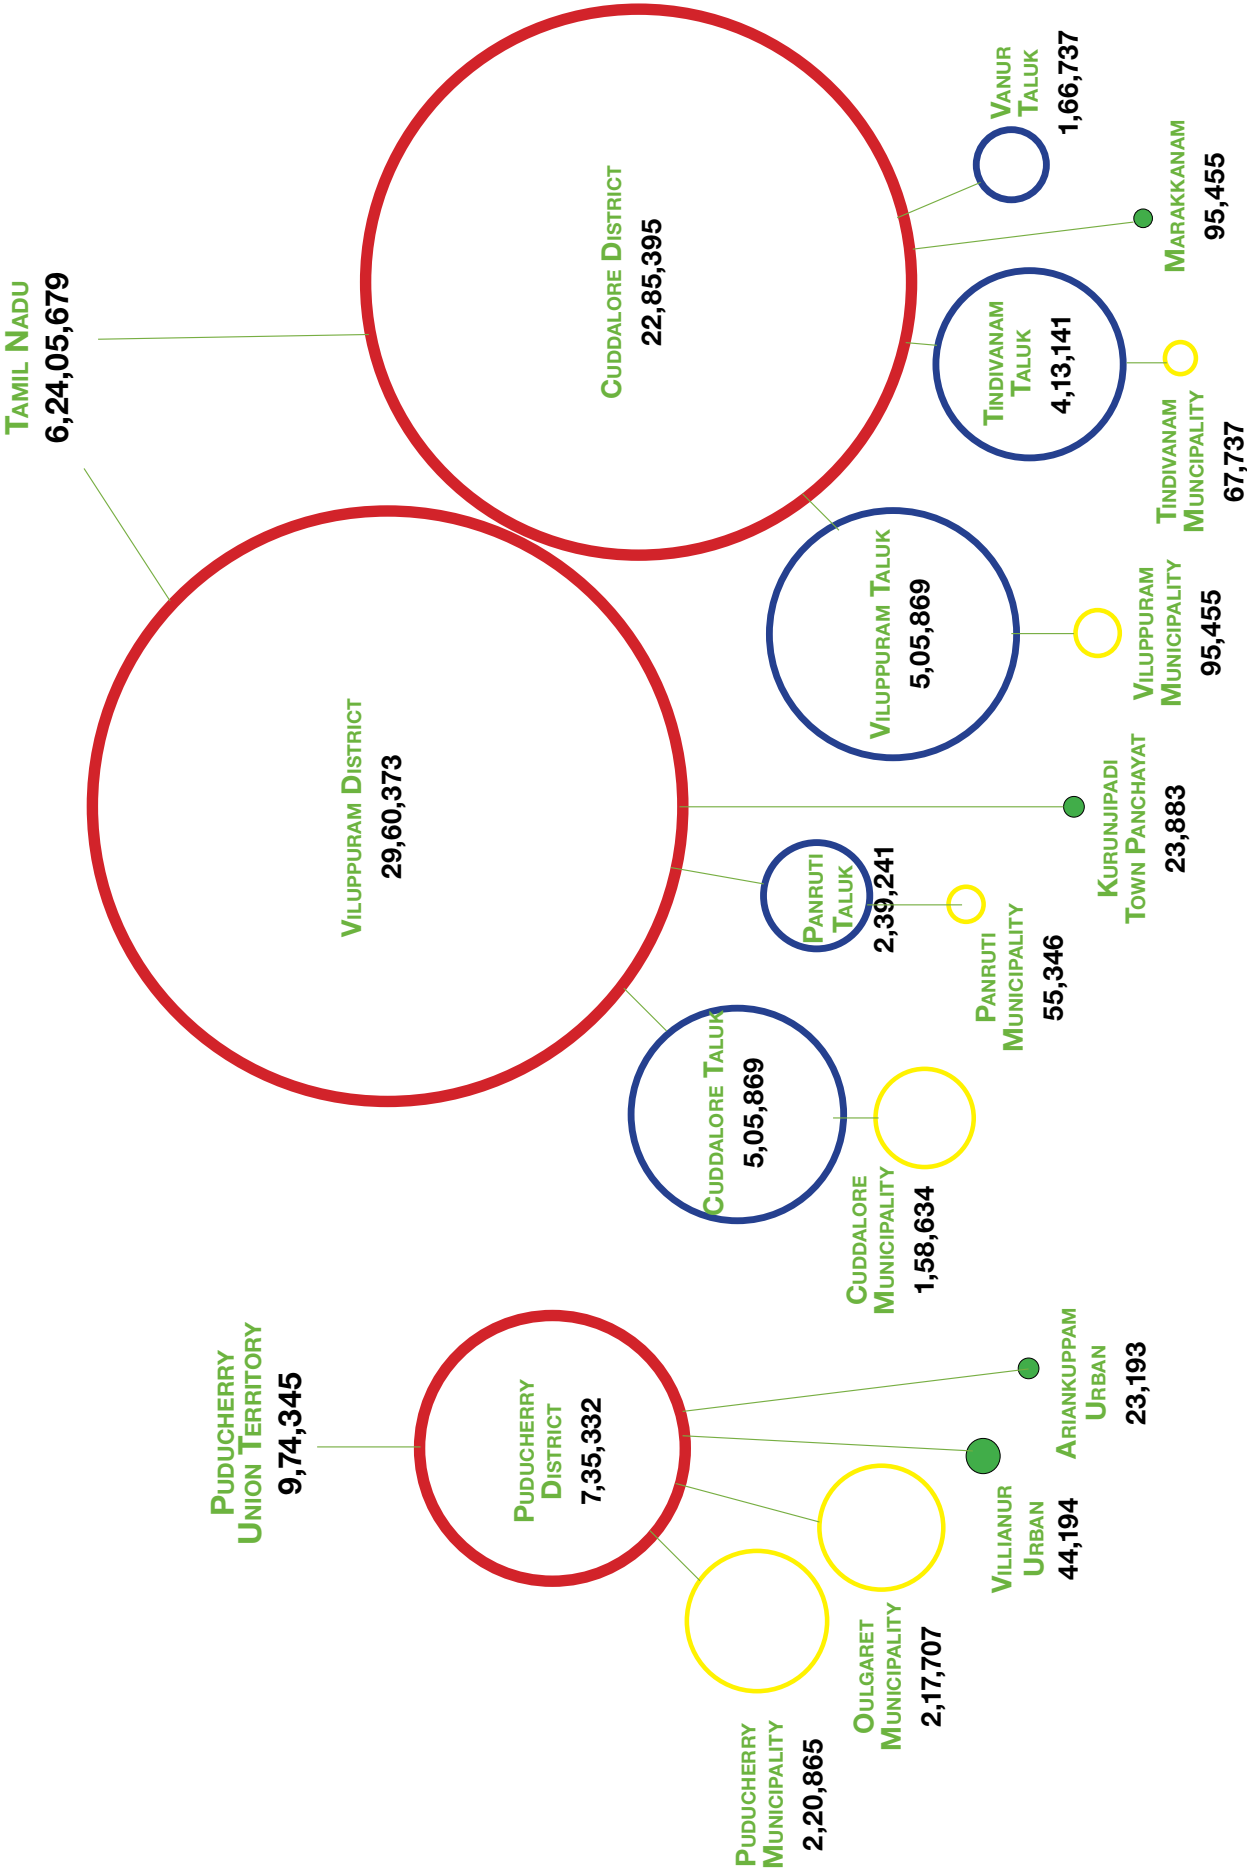 Puducherry
Union Territory
9,74,345
Tamil Nadu
6,24,05,679
Puducherry
District
7,35,332
Viluppuram District
29,60,373
Cuddalore District
22,85,395
Puducherry
Municipality
2,20,865
Oulgaret
Municipality
2,17,707
Villianur
Urban
44,194
Ariankuppam
Urban
23,193
Cuddalore Taluk
5,05,869
Cuddalore
Municipality
1,58,634
Panruti
Taluk
2,39,241
Panruti
Municipality
55,346
Kurunjipadi
Town Panchayat
23,883
Viluppuram Taluk
5,05,869
Viluppuram
Municipality
95,455
Tindivanam
Taluk
4,13,141
Tindivanam
Muncipality
67,737
Marakkanam
95,455
Vanur
Taluk
1,66,737